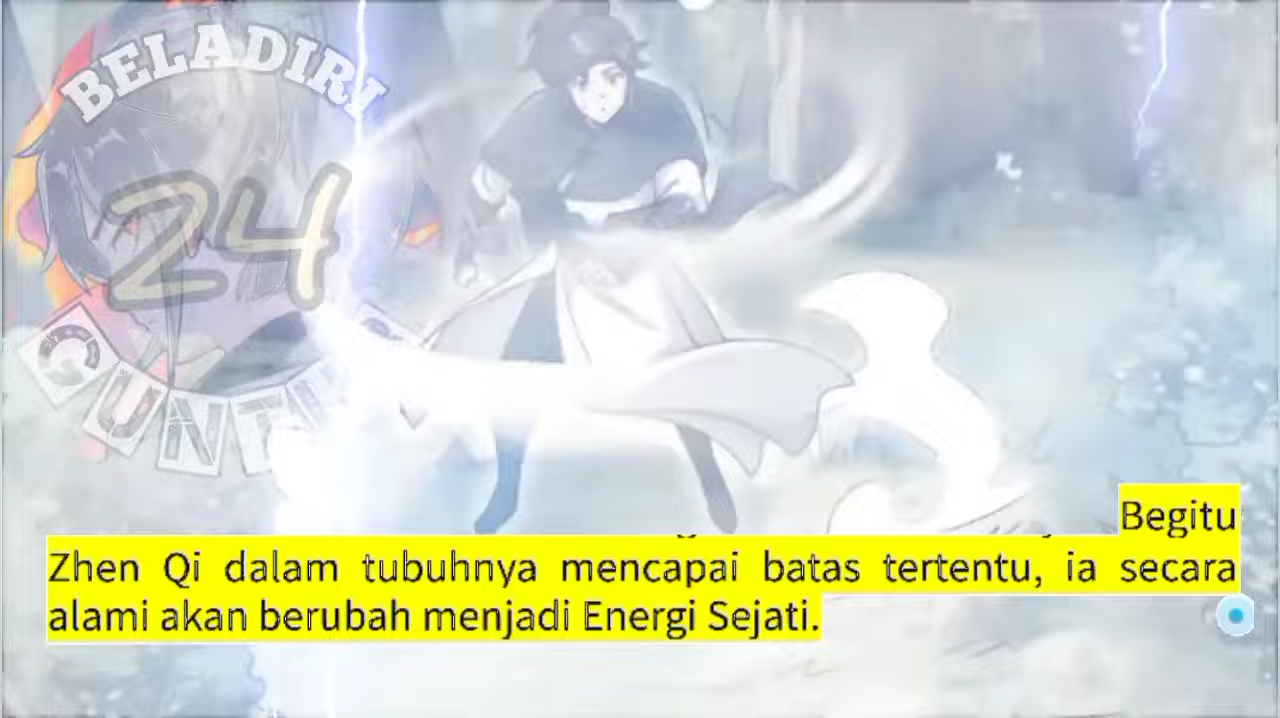 BELADIRI
24
Begitu
Zhen Qi dalam tubuhnya mencapai batas tertentu, ia secara
alami akan berubah menjadi Energi Sejati.